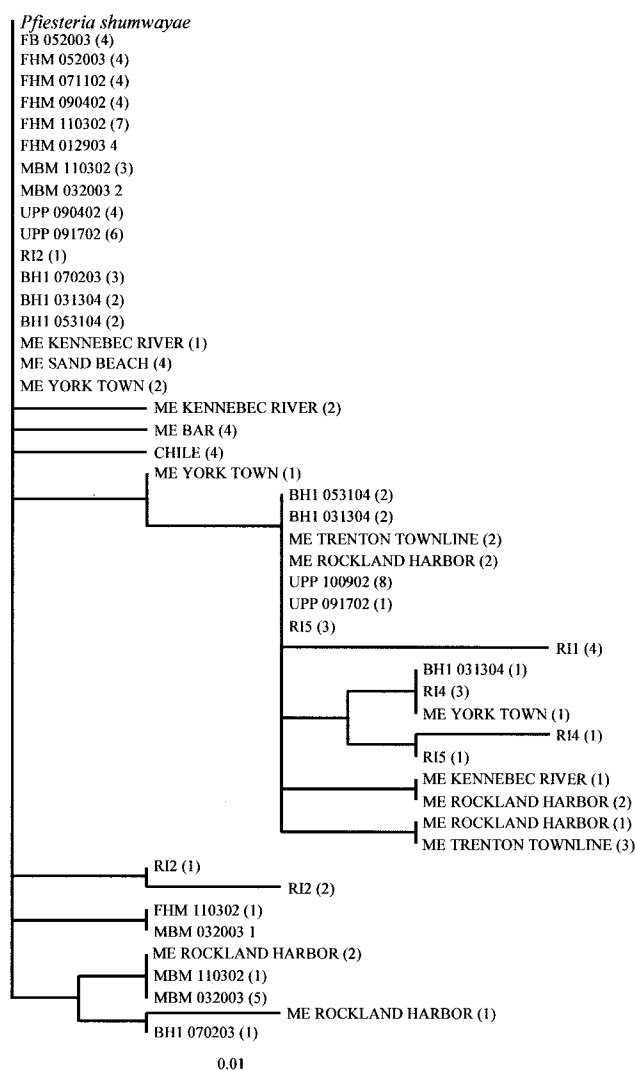 Pfiesteria shumwayae
FB 052003 (4)
FHM 052003 (4)
FHM 071102 (4)
FHM 090402 (4)
FHM 110302 (7)
FHM 012903 4
MBM 110302 (3)
MBM 032003 2
UPP 090402 (4)
UPP 091702 (6)
RI2 (1)
BH1 070203 (3)
BH1 031304 (2)
BH1 053104 (2)
ME KENNEBEC RIVER (1)
ME SAND BEACH (4)
ME YORK TOWN (2)
ME KENNEBEC RIVER (2)
ME BAR (4)
CHILE (4)
ME YORK TOWN (1)
BH1 053104 (2)
BH1 031304 (2)
ME TRENTON TOWNLINE (2)
ME ROCKLAND HARBOR (2)
UPP 100902 (8)
UPP 091702 (1)
RI5 (3)
RI1 (4)
BH1 031304 (1)
RI4 (3)
ME YORK TOWN (1)
RI4 (1)
RI5 (1)
ME KENNEBEC RIVER (1)
ME ROCKLAND HARBOR (2)
ME ROCKLAND HARBOR (1)
ME TRENTON TOWNLINE (3)
RI2 (1)
RI2 (2)
FHM 110302 (1)
MBM 032003 1
ME ROCKLAND HARBOR (2)
MBM 110302 (1)
MBM 032003 (5)
ME ROCKLAND HARBOR (1)
BH1 070203 (1)
0.01